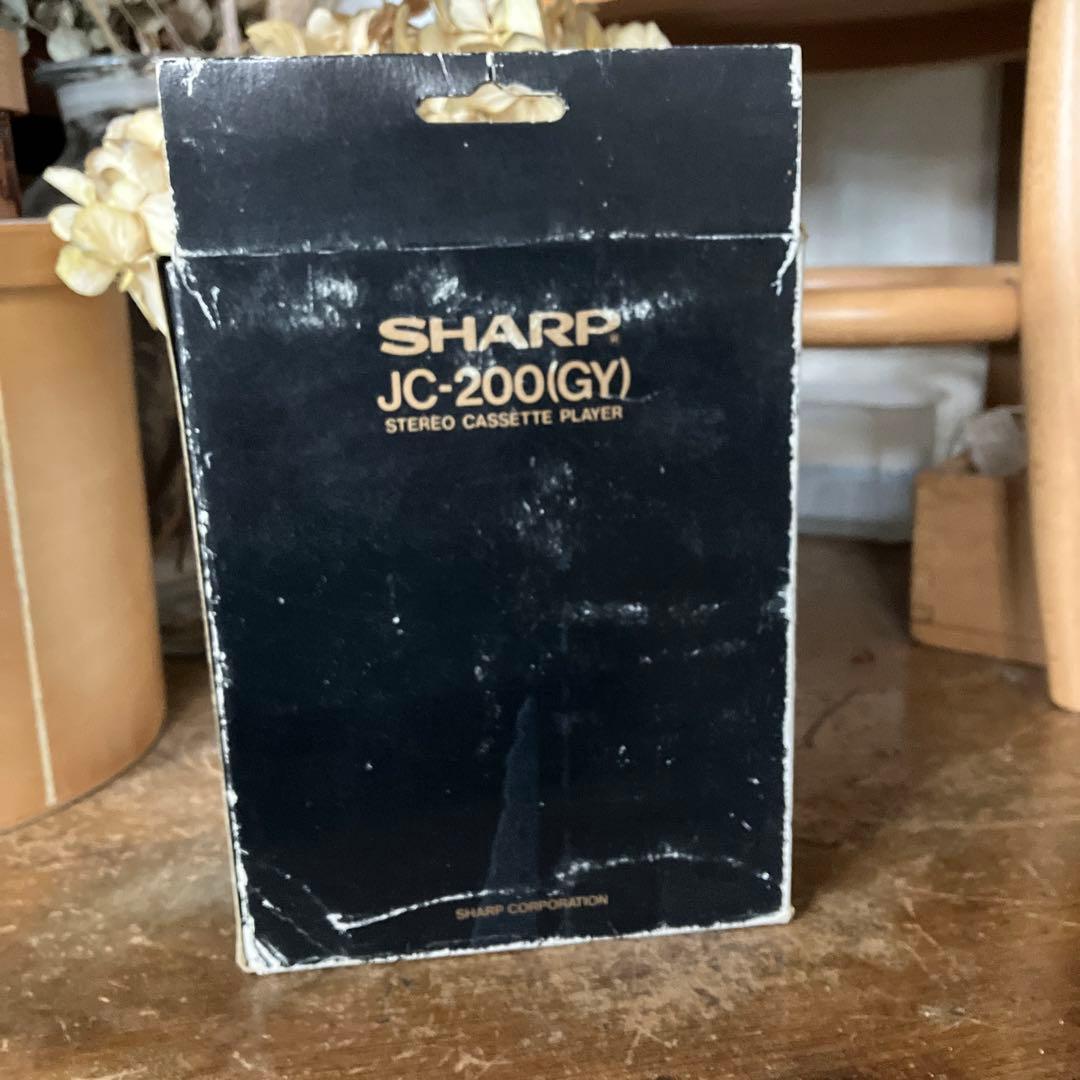 SHARP®
JC-200(GY)
STEREO CASSETTE PLAYER
SHARP CORPORATION